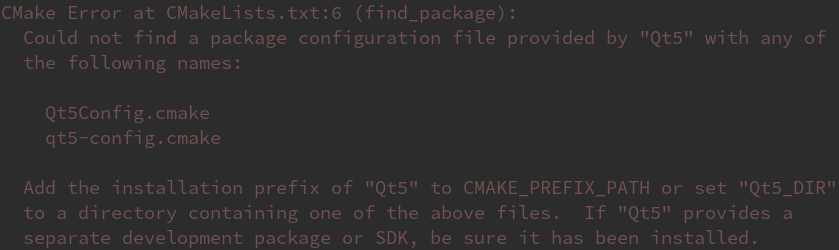 CMake Error at CMakeLists.txt:6 (find_package):
Could not find a package configuration file provided by "Qt5" with any of
the following names:
Qt5Config.cmake
qt5-config.cmake
Add the installation prefix of "Qt5" to CMAKE_PREFIX_PATH or set "Qt5_DIR"
to a directory containing one of the above files.  If "Qt5" provides a
separate development package or SDK, be sure it has been installed.